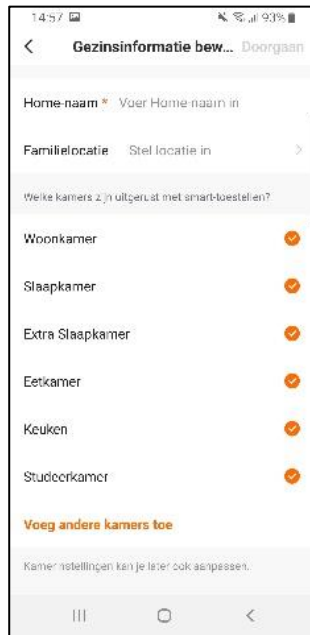 14:57 93%
Gezinsinformatie bew... Doorgaan
Home-naam * Voer Home-naam in
Familielocatie Stel locatie in
Welke kamers zijn uitgerust met smart-toestellen?
Woonkamer
Slaapkamer
Extra Slaapkamer
Eetkamer
Keuken
Studeerkamer
Voeg andere kamers toe
Kamerinstellingen kan je later ook aanpassen.